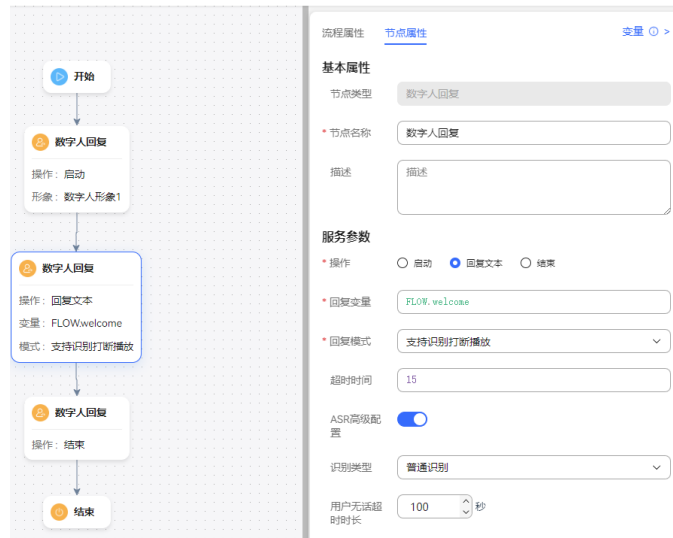 开始
数字人回复
操作： 启动
形象： 数字人形象1
数字人回复
操作： 回复文本
变量： FLOW.welcome
模式： 支持识别打断播放
数字人回复
操作： 结束
结束
流程属性 节点属性 变量 >
基本属性
节点类型 数字人回复
* 节点名称 数字人回复
描述 描述
服务参数
* 操作 启动 回复文本 结束
* 回复变量 FLOW.welcome
* 回复模式 支持识别打断播放
超时时间 15
ASR高级配
置
识别类型 普通识别
用户无话超 100 秒
时时长